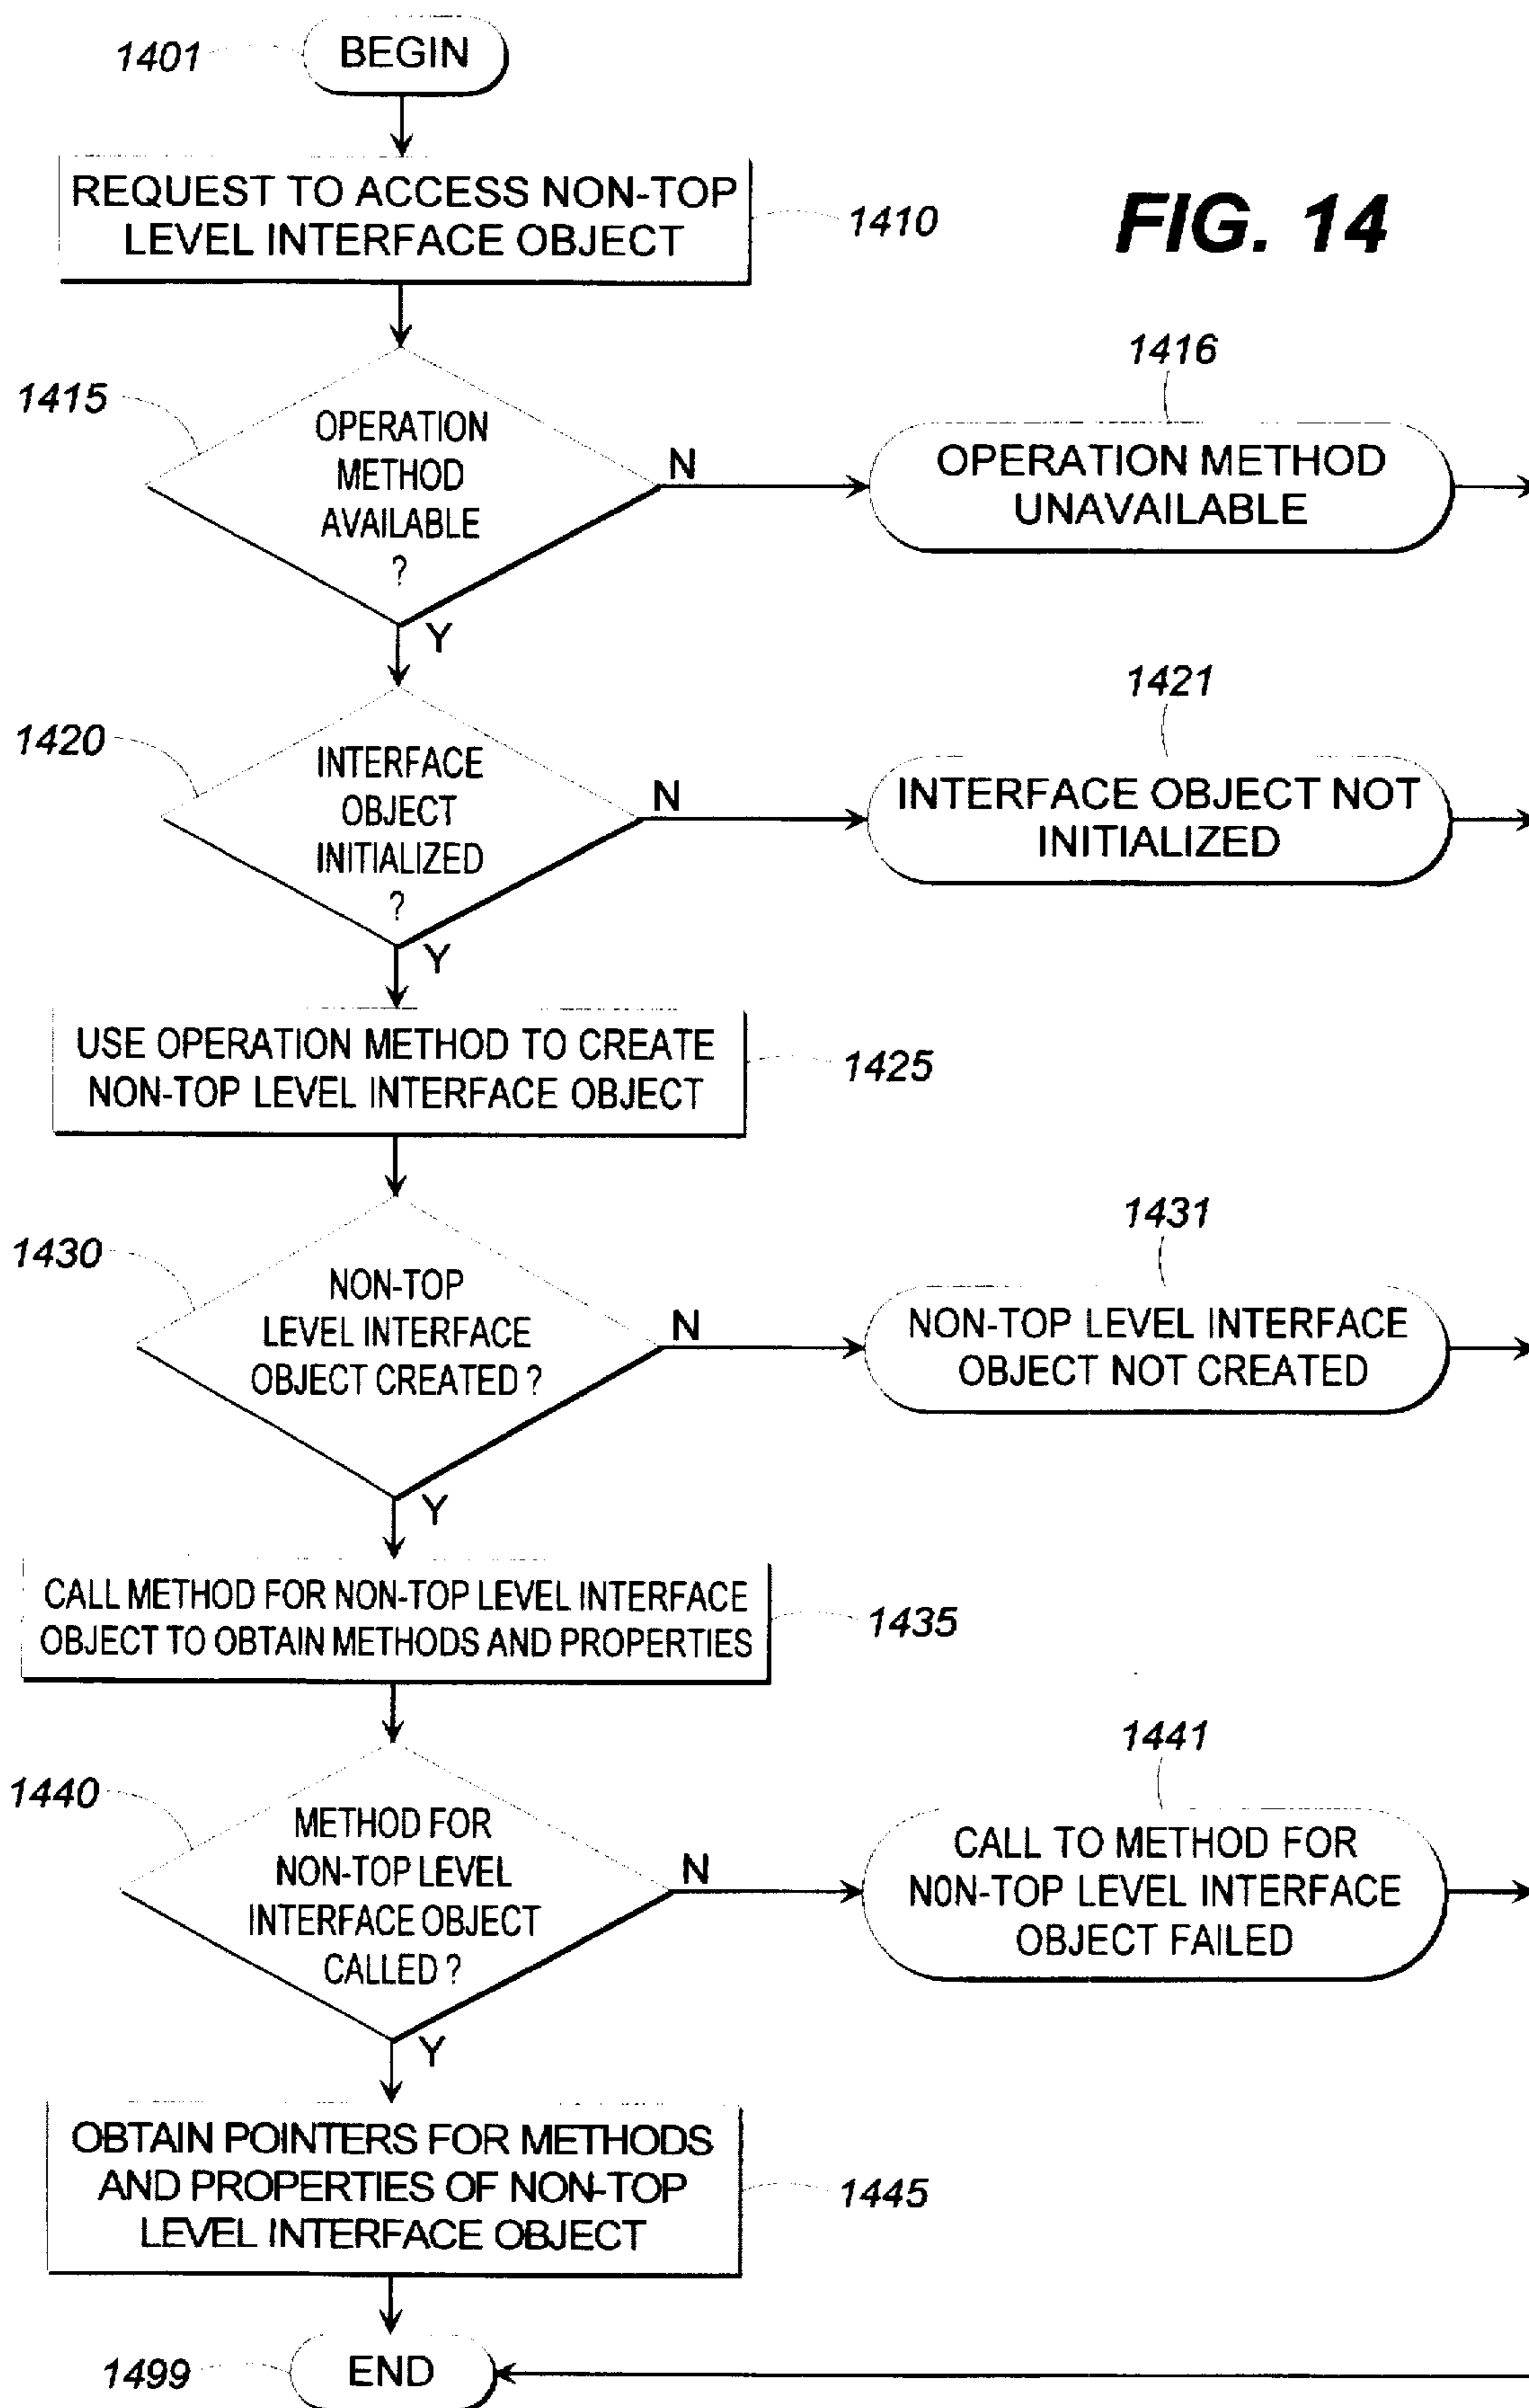 1401
BEGIN
REQUEST TO ACCESS NON-TOP
LEVEL INTERFACE OBJECT
1410
FIG. 14
1415
OPERATION
METHOD
AVAILABLE
?
N
Y
1416
OPERATION METHOD
UNAVAILABLE
1420
INTERFACE
OBJECT
INITIALIZED
?
N
Y
1421
INTERFACE OBJECT NOT
INITIALIZED
USE OPERATION METHOD TO CREATE
NON-TOP LEVEL INTERFACE OBJECT
1425
1430
NON-TOP
LEVEL INTERFACE
OBJECT CREATED ?
N
Y
1431
NON-TOP LEVEL INTERFACE
OBJECT NOT CREATED
CALL METHOD FOR NON-TOP LEVEL INTERFACE
OBJECT TO OBTAIN METHODS AND PROPERTIES
1435
1440
METHOD FOR
NON-TOP LEVEL
INTERFACE OBJECT
CALLED ?
N
Y
1441
CALL TO METHOD FOR
NON-TOP LEVEL INTERFACE
OBJECT FAILED
OBTAIN POINTERS FOR METHODS
AND PROPERTIES OF NON-TOP
LEVEL INTERFACE OBJECT
1445
1499
END